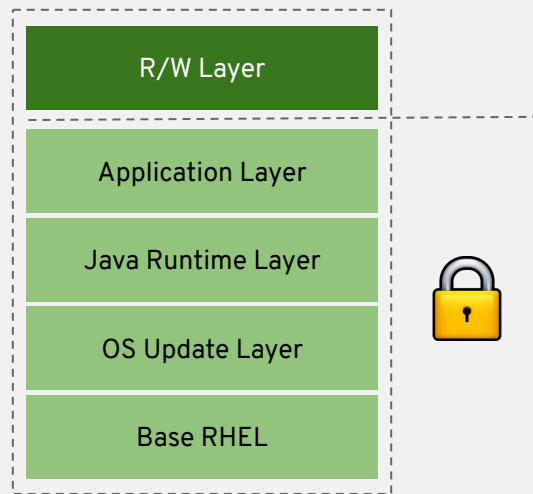 R/W Layer
Application Layer
Java Runtime Layer
OS Update Layer
Base RHEL